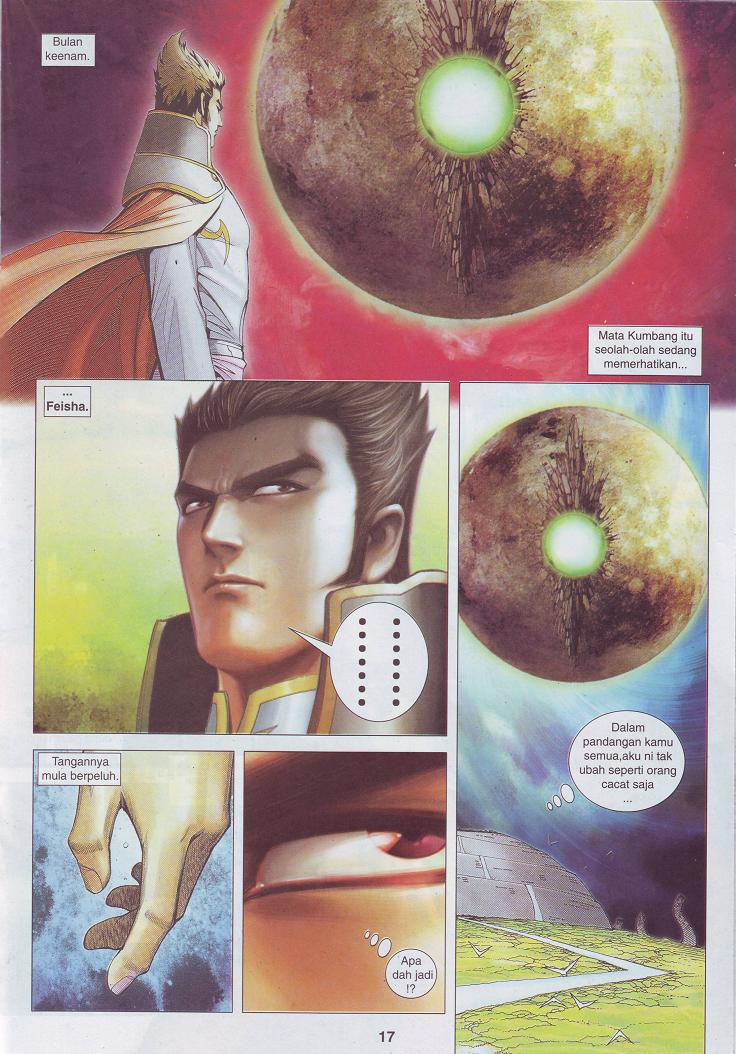 Bulan
keenam.
Mata Kumbang itu
seolah-olah sedang
memerhatikan...
...
Feisha.
Dalam
pandangan kamu
semua,aku ni tak
ubah seperti orang
cacat saja
...
Tangannya
mula berpeluh.
Apa
dah jadi
!?
17